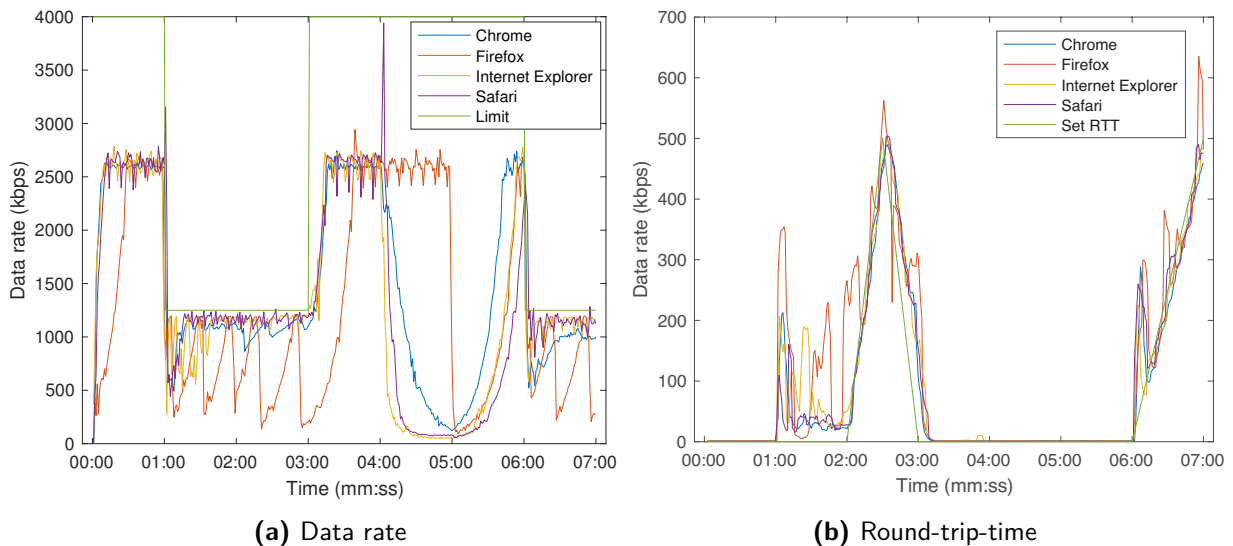 4000
3500
3000
2500
2000
1500
1000
500
0
Data rate (kbps)
Chrome
Firefox
Internet Explorer
Safari
Limit
00:00 01:00 02:00 03:00 04:00 05:00 06:00 07:00
Time (mm:ss)
(a) Data rate
700
600
500
400
300
200
100
0
Data rate (kbps)
Chrome
Firefox
Internet Explorer
Safari
Set RTT
00:00 01:00 02:00 03:00 04:00 05:00 06:00 07:00
Time (mm:ss)
(b) Round-trip-time